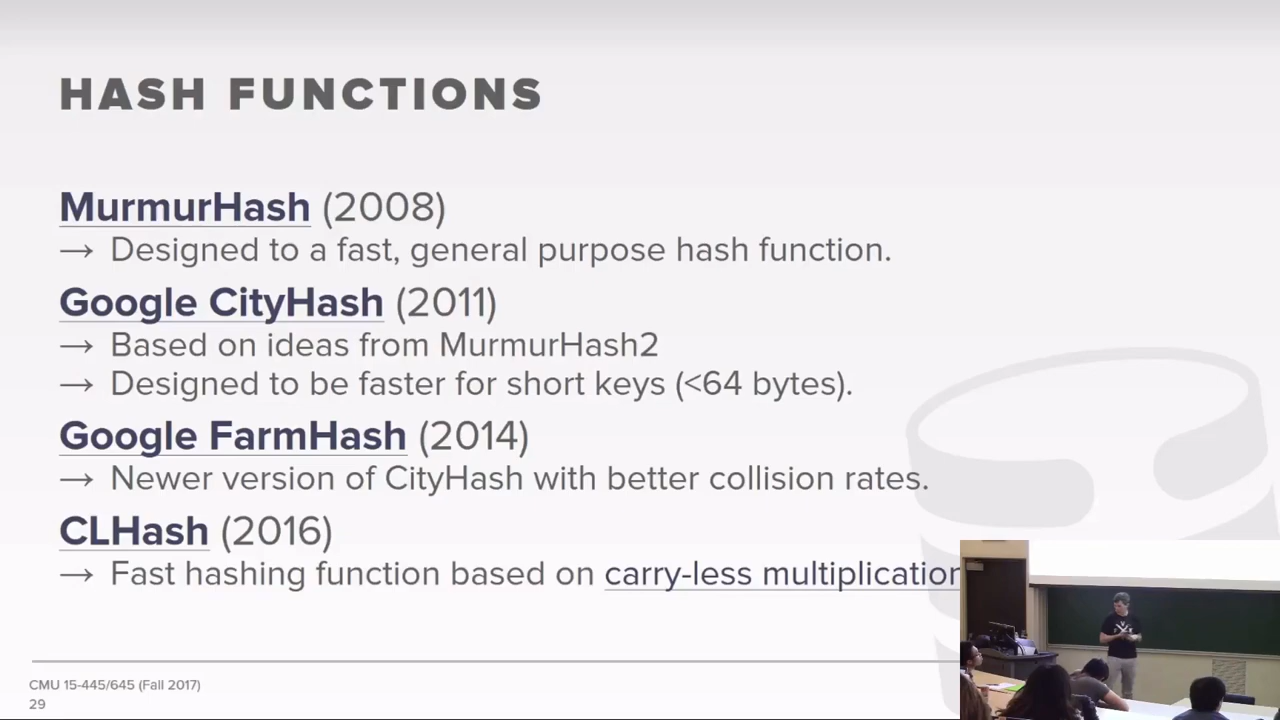 HASH FUNCTIONS
MurmurHash (2008)
→ Designed to a fast, general purpose hash function.
Google CityHash (2011)
→ Based on ideas from MurmurHash2
→ Designed to be faster for short keys (<64 bytes).
Google FarmHash (2014)
→ Newer version of CityHash with better collision rates.
CLHash (2016)
→ Fast hashing function based on carry-less multiplication
CMU 15-445/645 (Fall 2017)
29